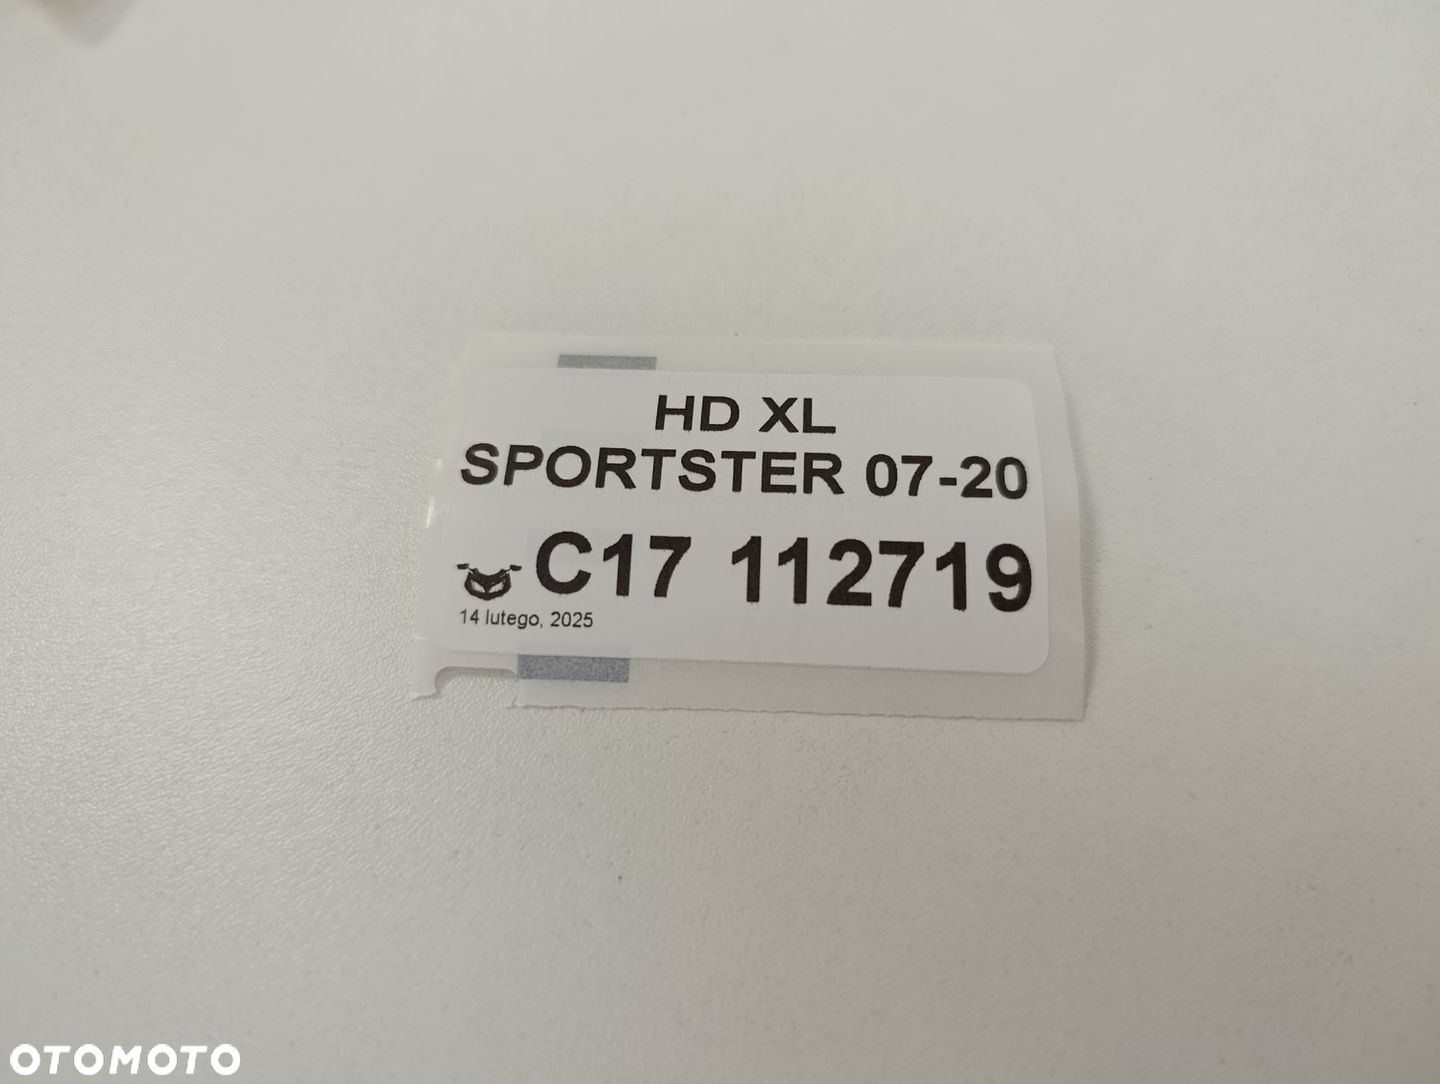 HD XL
SPORTSTER 07-20
C17 112719
14 lutego, 2025
OTOMOTO